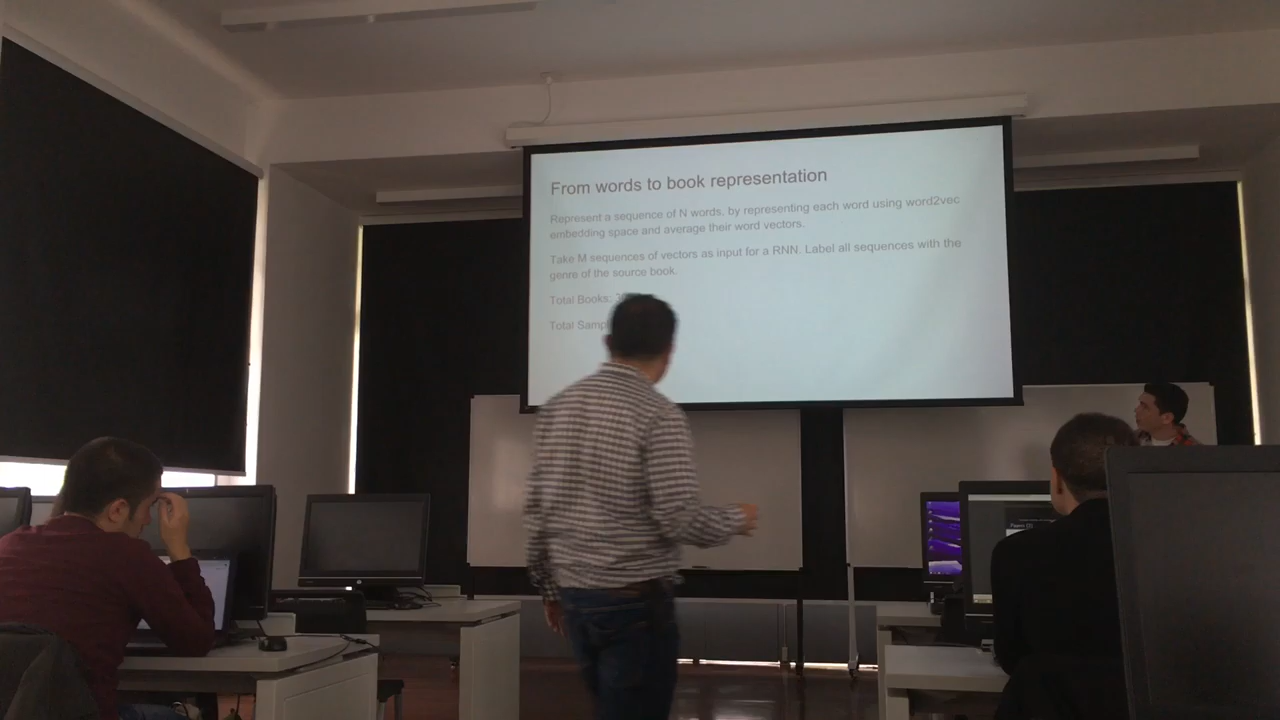 From words to book representation
Represent a sequence of N words, by representing each word using word2vec
embedding space and average their word vectors.
Take M sequences of vectors as input for a RNN. Label all sequences with the
genre of the source book.
Total Books:
Total